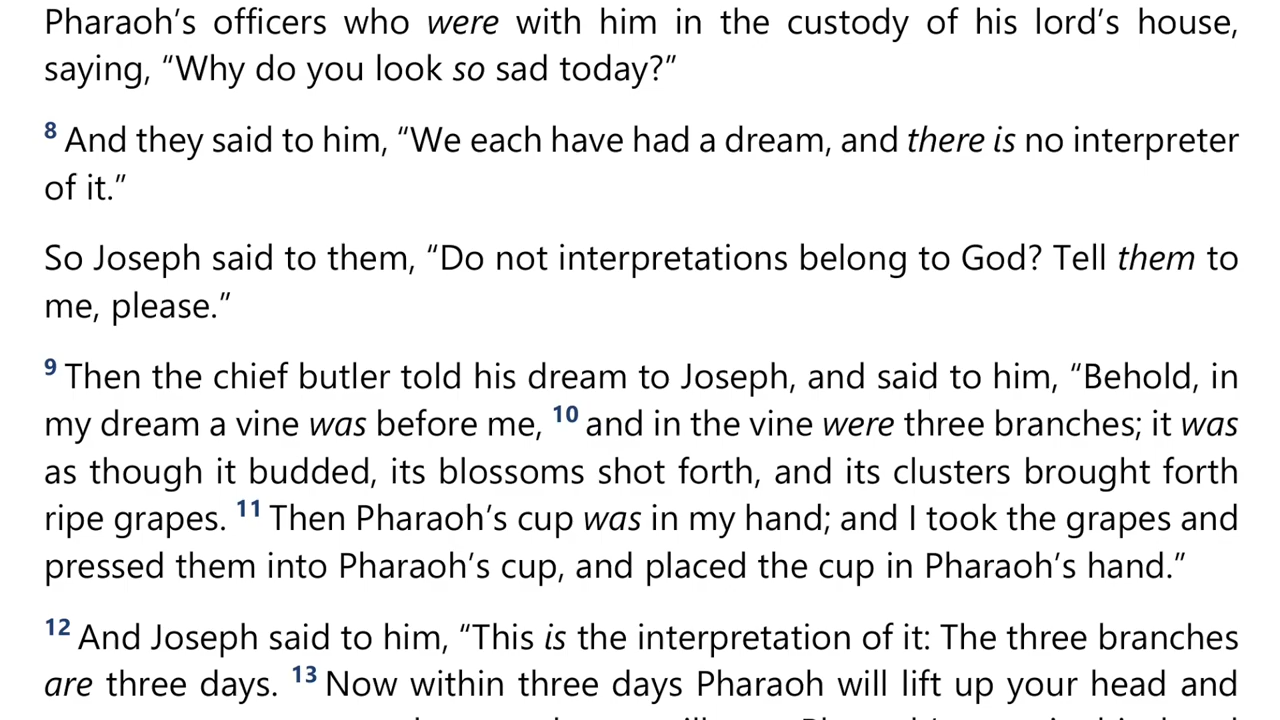 Pharaoh’s officers who were with him in the custody of his lord’s house,
saying, “Why do you look so sad today?”
8 And they said to him, “We each have had a dream, and there is no interpreter
of it.”
So Joseph said to them, “Do not interpretations belong to God? Tell them to
me, please.”
9 Then the chief butler told his dream to Joseph, and said to him, “Behold, in
my dream a vine was before me, 10 and in the vine were three branches; it was
as though it budded, its blossoms shot forth, and its clusters brought forth
ripe grapes. 11 Then Pharaoh’s cup was in my hand; and I took the grapes and
pressed them into Pharaoh’s cup, and placed the cup in Pharaoh’s hand.”
12 And Joseph said to him, “This is the interpretation of it: The three branches
are three days. 13 Now within three days Pharaoh will lift up your head and